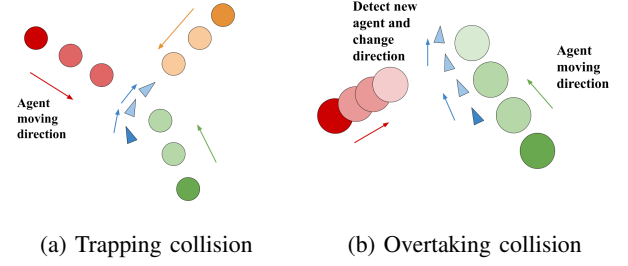 Agent
moving
direction
Detect new
agent and
change
direction
Agent
moving
direction
(a) Trapping collision
(b) Overtaking collision